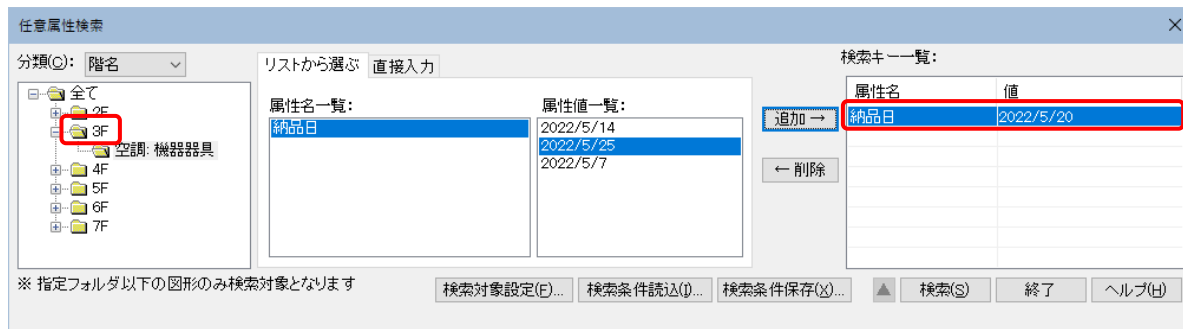 任意属性検索
分類(C): 階名
リストから選ぶ 直接入力
検索キー一覧:
全て
2F
3F
空調: 機器器具
4F
5F
6F
7F
属性名一覧:
納品日
属性値一覧:
2022/5/14
2022/5/25
2022/5/7
追加→
←削除
属性名 値
納品日 2022/5/20
※ 指定フォルダ以下の図形のみ検索対象となります
検索対象設定(F)... 検索条件読込(I)... 検索条件保存(X)... ▲ 検索(S) 終了 ヘルプ(H)